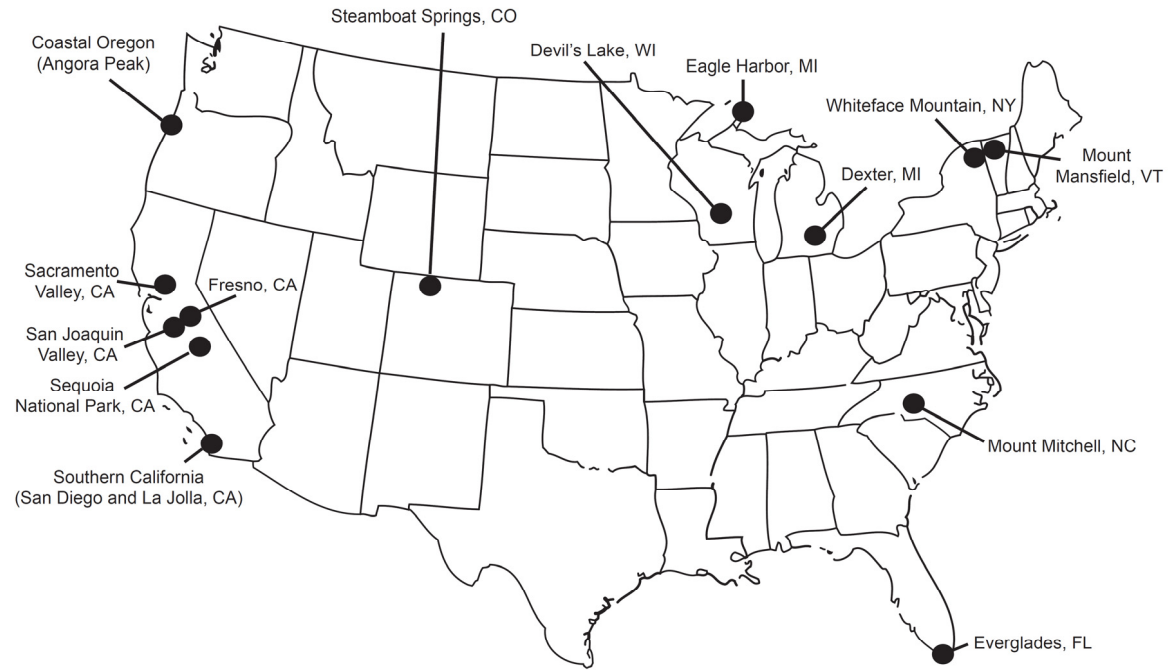 Steamboat Springs, CO
Coastal Oregon
(Angora Peak)
Devil's Lake, WI
Eagle Harbor, MI
Whiteface Mountain, NY
Mount
Mansfield, VT
Dexter, MI
Sacramento
Valley, CA
Fresno, CA
San Joaquin
Valley, CA
Sequoia
National Park, CA
Mount Mitchell, NC
Southern California
(San Diego and La Jolla, CA)
Everglades, FL